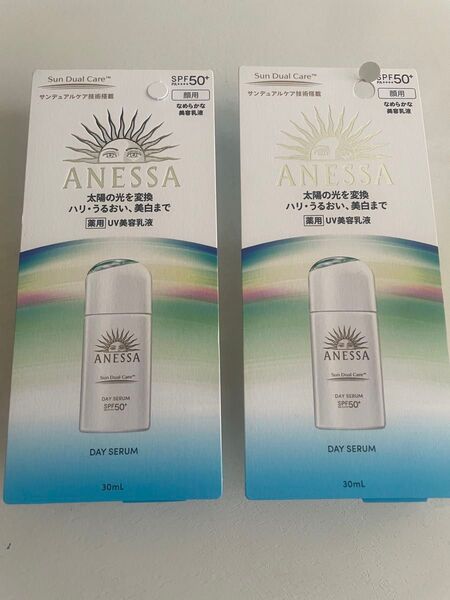 Sun Dual Care™
サンデュアルケア技術搭載
SPF50+
PA++++
顔用
なめらかな
美容乳液
ANESSA
太陽の光を変換
ハリ・うるおい、美白まで
薬用 UV美容乳液
ANESSA
Sun Dual Care™
DAY SERUM
SPF50+
DAY SERUM
30mL
Sun Dual Care™
サンデュアルケア技術搭載
SPF50+
PA++++
顔用
なめらかな
美容乳液
ANESSA
太陽の光を変換
ハリ・うるおい、美白まで
薬用 UV美容乳液
ANESSA
Sun Dual Care™
DAY SERUM
SPF50+
DAY SERUM
30mL